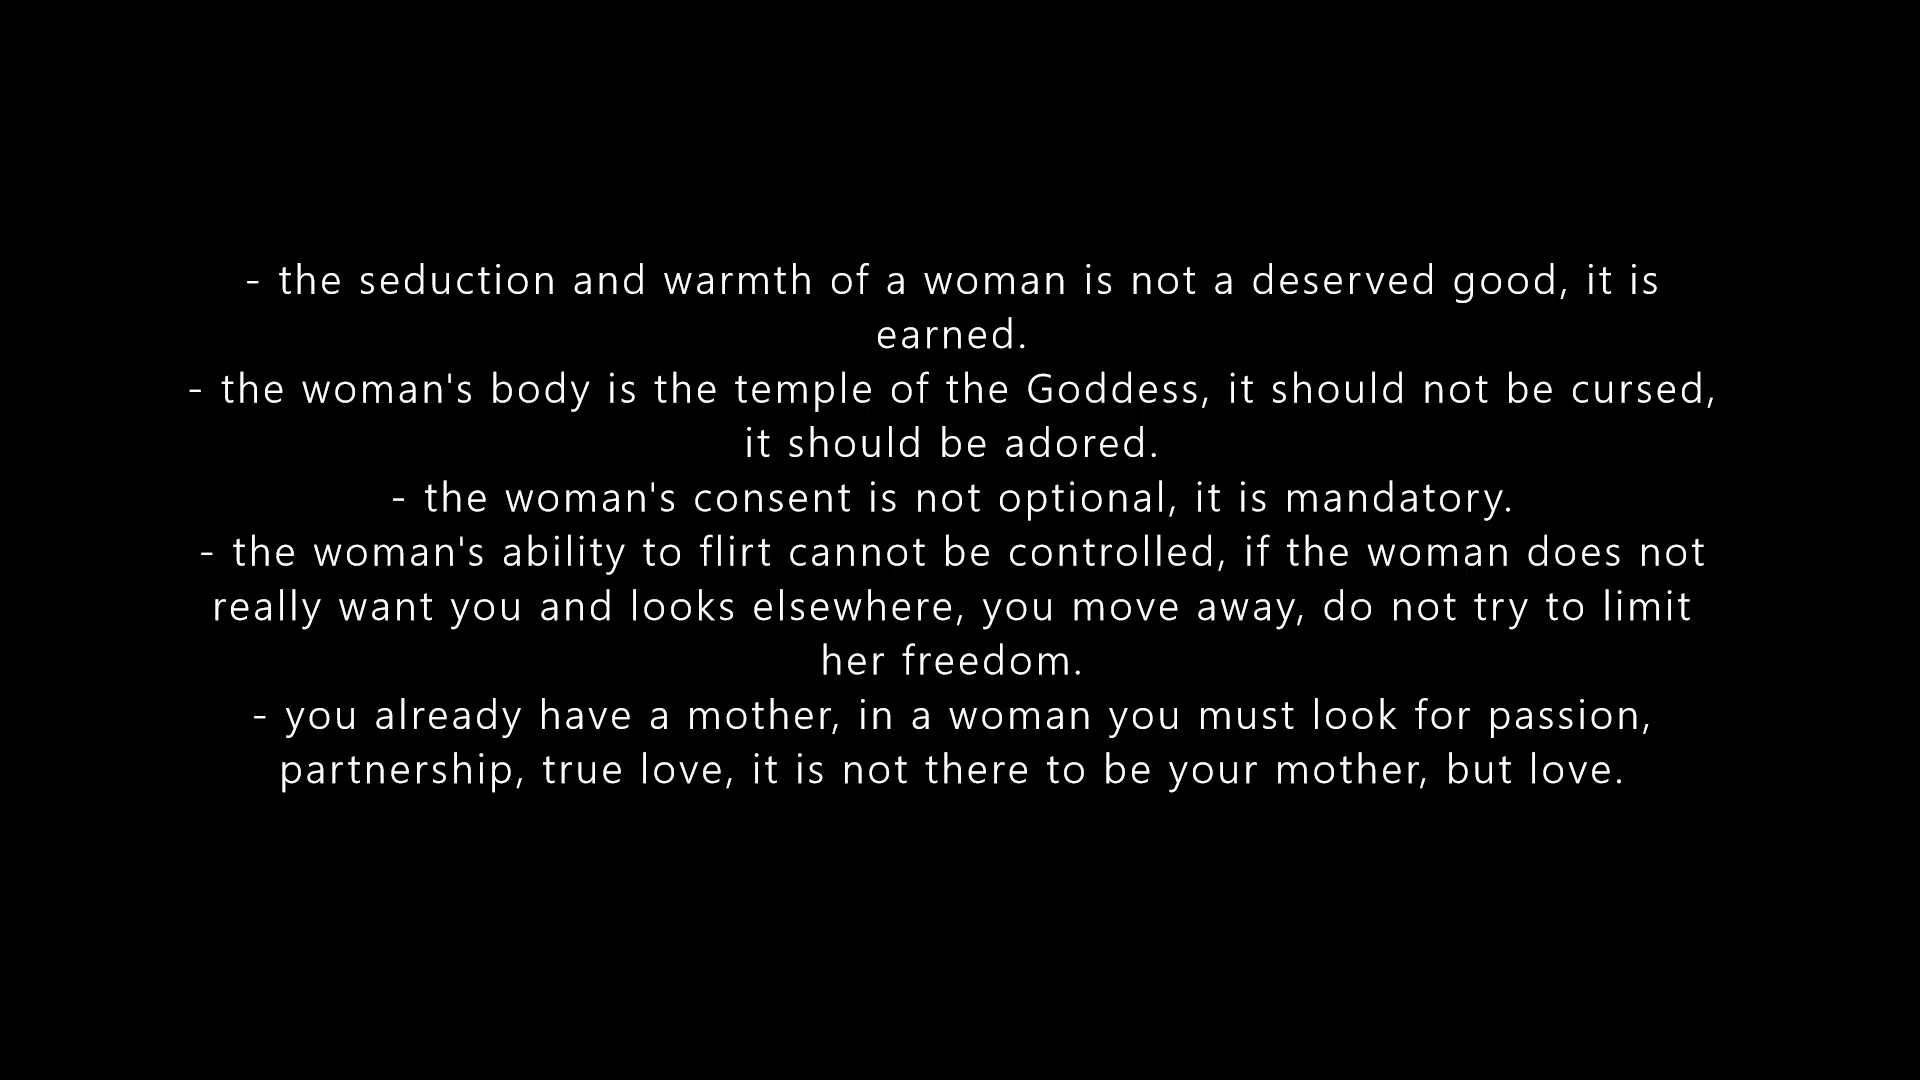 - the seduction and warmth of a woman is not a deserved good, it is
earned.
- the woman's body is the temple of the Goddess, it should not be cursed,
it should be adored.
- the woman's consent is not optional, it is mandatory.
- the woman's ability to flirt cannot be controlled, if the woman does not
really want you and looks elsewhere, you move away, do not try to limit
her freedom.
- you already have a mother, in a woman you must look for passion,
partnership, true love, it is not there to be your mother, but love.